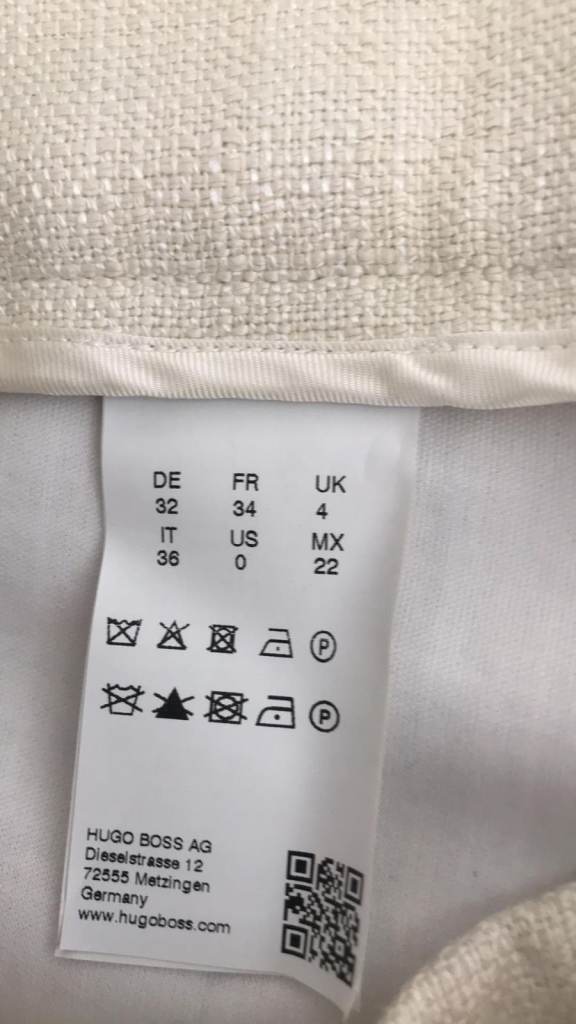 DE FR UK
32 34 4
IT US MX
36 0 22
P
P
HUGO BOSS AG
Dieselstrasse 12
72555 Metzingen
Germany
www.hugoboss.com